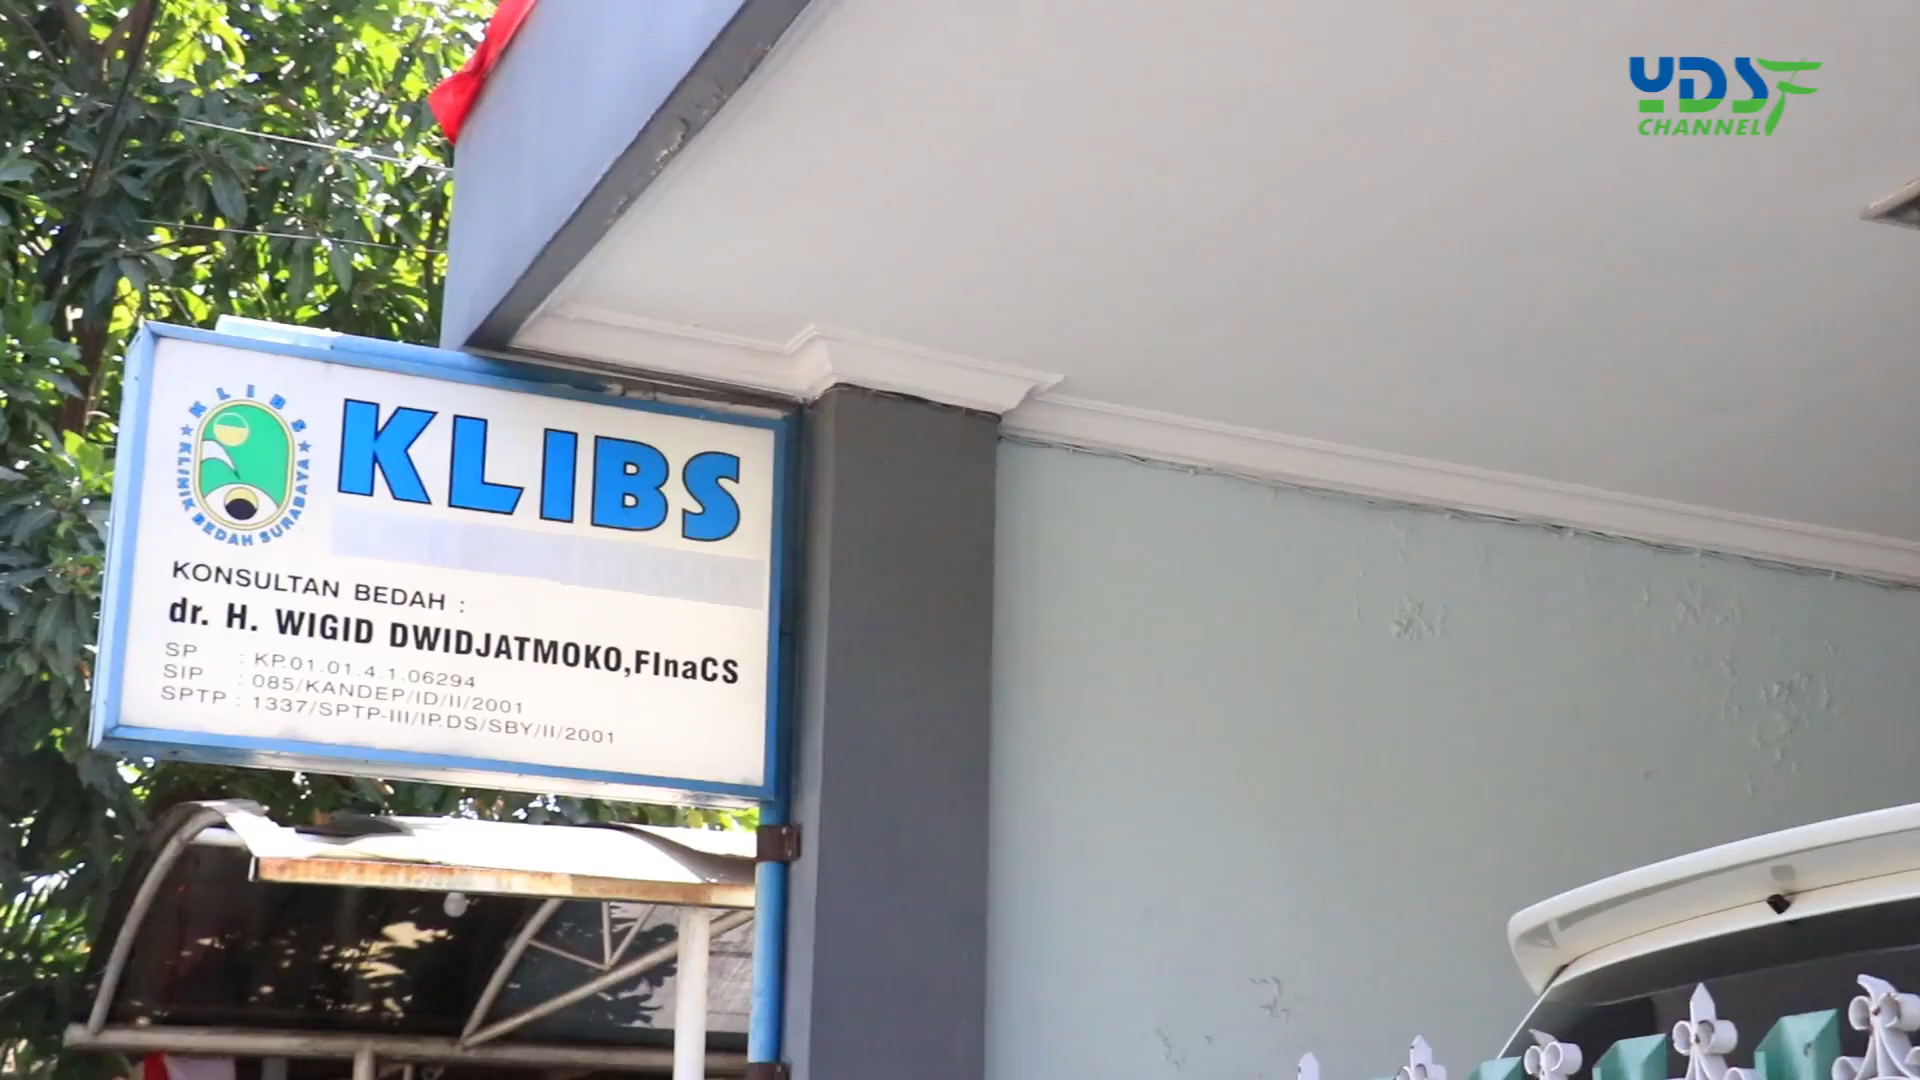 YDSF
CHANNEL
KLIBS
KLIBS
KLINIK BEDAH SURABAYA
KONSULTAN BEDAH :
dr. H. WIGID DWIDJATMOKO,FInaCS
SP : KP.01.01.4.1.06294
SIP : 085/KANDEP/ID/II/2001
SPTP : 1337/SPTP-III/IP.DS/SBY/II/2001